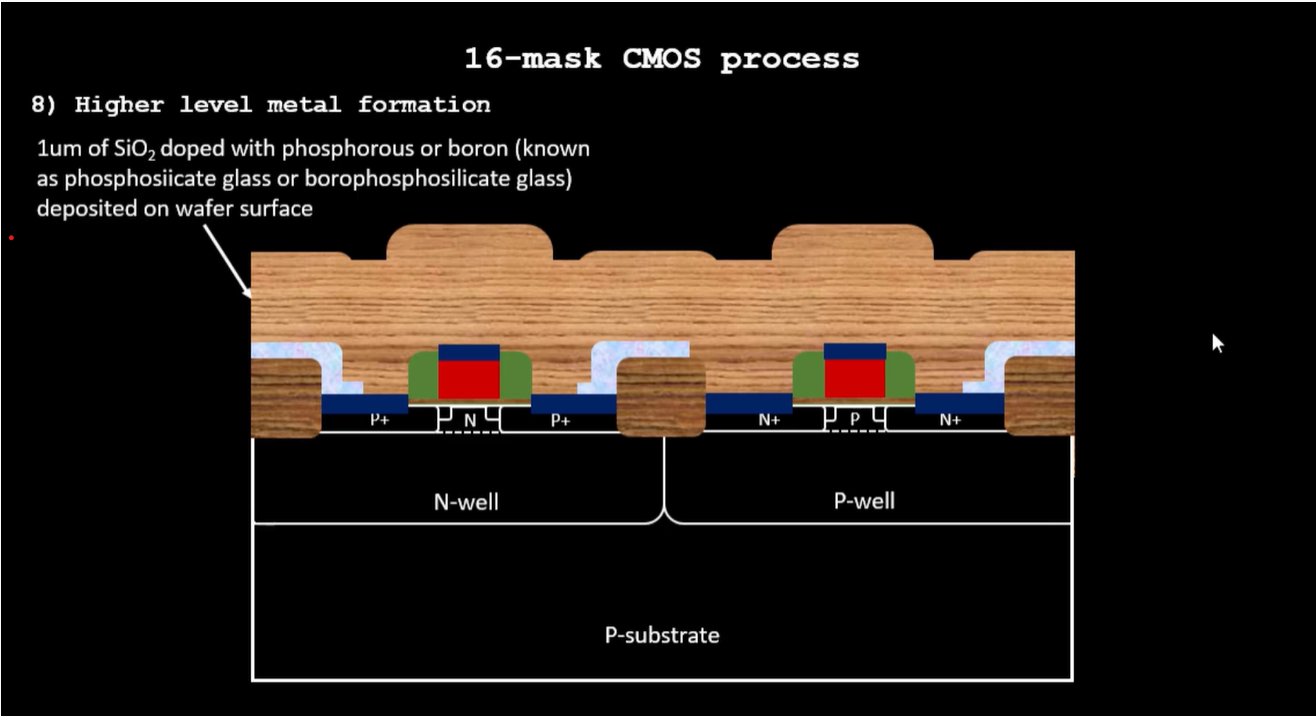 16-mask CMOS process
8) Higher level metal formation
1um of SiO₂ doped with phosphorous or boron (known
as phosphosiicate glass or borophosphosilicate glass)
deposited on wafer surface
P+ N P+ N+ P N+
N-well P-well
P-substrate